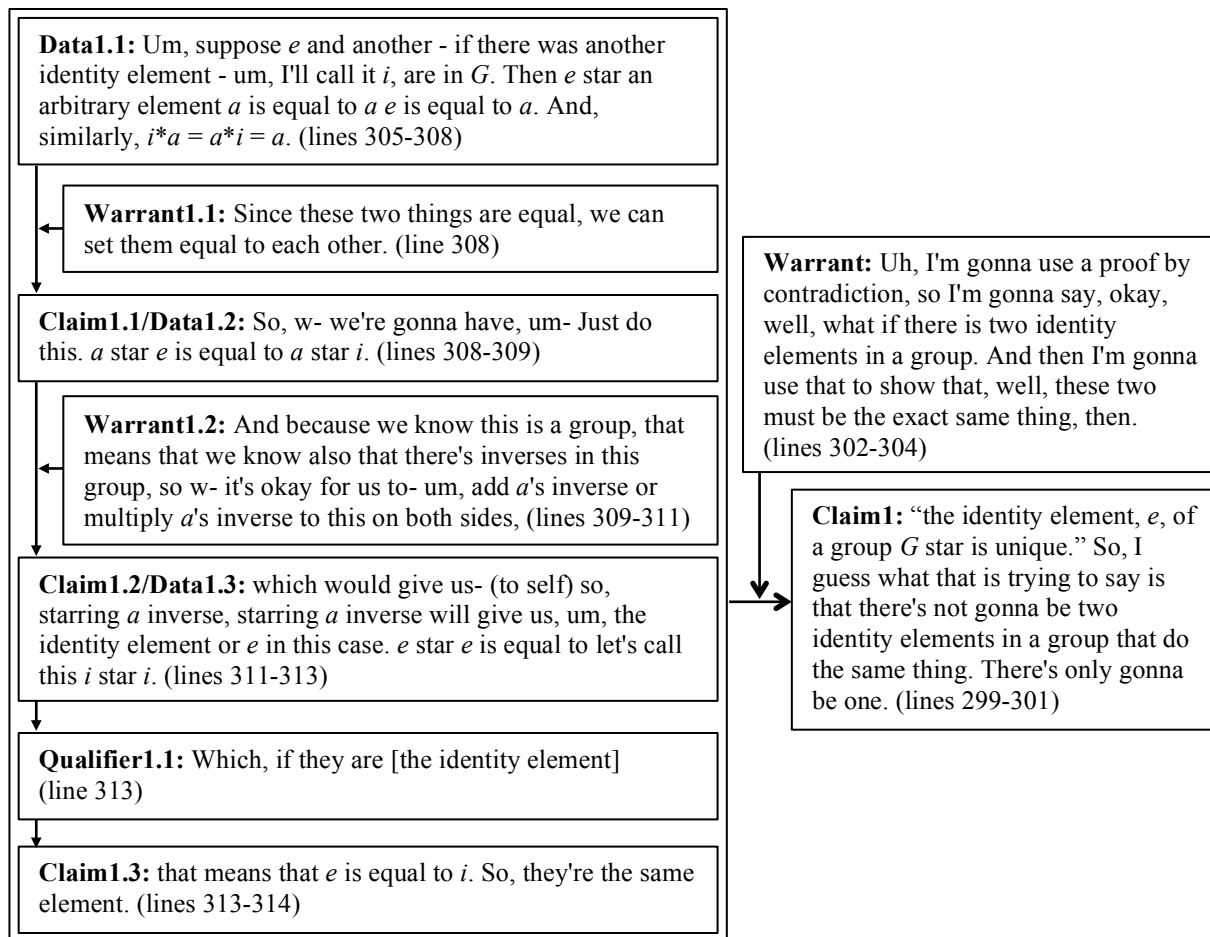 Data1.1: Um, suppose e and another - if there was another
identity element - um, I'll call it i, are in G. Then e star an
arbitrary element a is equal to a e is equal to a. And,
similarly, i*a = a*i = a. (lines 305-308)
Warrant1.1: Since these two things are equal, we can
set them equal to each other. (line 308)
Claim1.1/Data1.2: So, w- we're gonna have, um- Just do
this. a star e is equal to a star i. (lines 308-309)
Warrant1.2: And because we know this is a group, that
means that we know also that there's inverses in this
group, so w- it's okay for us to- um, add a's inverse or
multiply a's inverse to this on both sides, (lines 309-311)
Claim1.2/Data1.3: which would give us- (to self) so,
starring a inverse, starring a inverse will give us, um, the
identity element or e in this case. e star e is equal to let's call
this i star i. (lines 311-313)
Qualifier1.1: Which, if they are [the identity element]
(line 313)
Claim1.3: that means that e is equal to i. So, they're the same
element. (lines 313-314)
Warrant: Uh, I'm gonna use a proof by
contradiction, so I'm gonna say, okay,
well, what if there is two identity
elements in a group. And then I'm gonna
use that to show that, well, these two
must be the exact same thing, then.
(lines 302-304)
Claim1: “the identity element, e, of
a group G star is unique.” So, I
guess what that is trying to say is
that there's not gonna be two
identity elements in a group that do
the same thing. There's only gonna
be one. (lines 299-301)